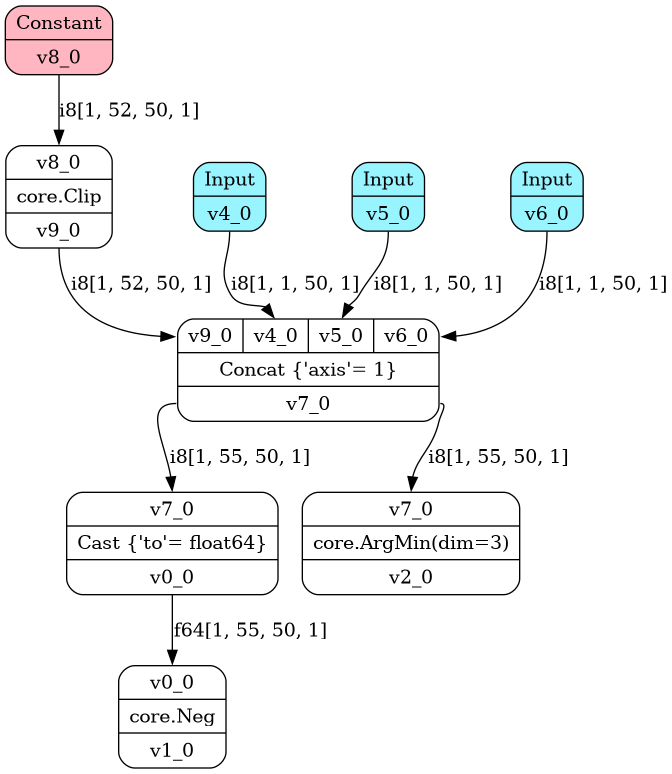 Constant
v8_0
i8[1, 52, 50, 1]
v8_0
core.Clip
v9_0
Input
v4_0
Input
v5_0
Input
v6_0
i8[1, 52, 50, 1]
i8[1, 1, 50, 1]
i8[1, 1, 50, 1]
i8[1, 1, 50, 1]
v9_0 v4_0 v5_0 v6_0
Concat {'axis'= 1}
v7_0
i8[1, 55, 50, 1]
i8[1, 55, 50, 1]
v7_0
Cast {'to'= float64}
v0_0
v7_0
core.ArgMin(dim=3)
v2_0
f64[1, 55, 50, 1]
v0_0
core.Neg
v1_0